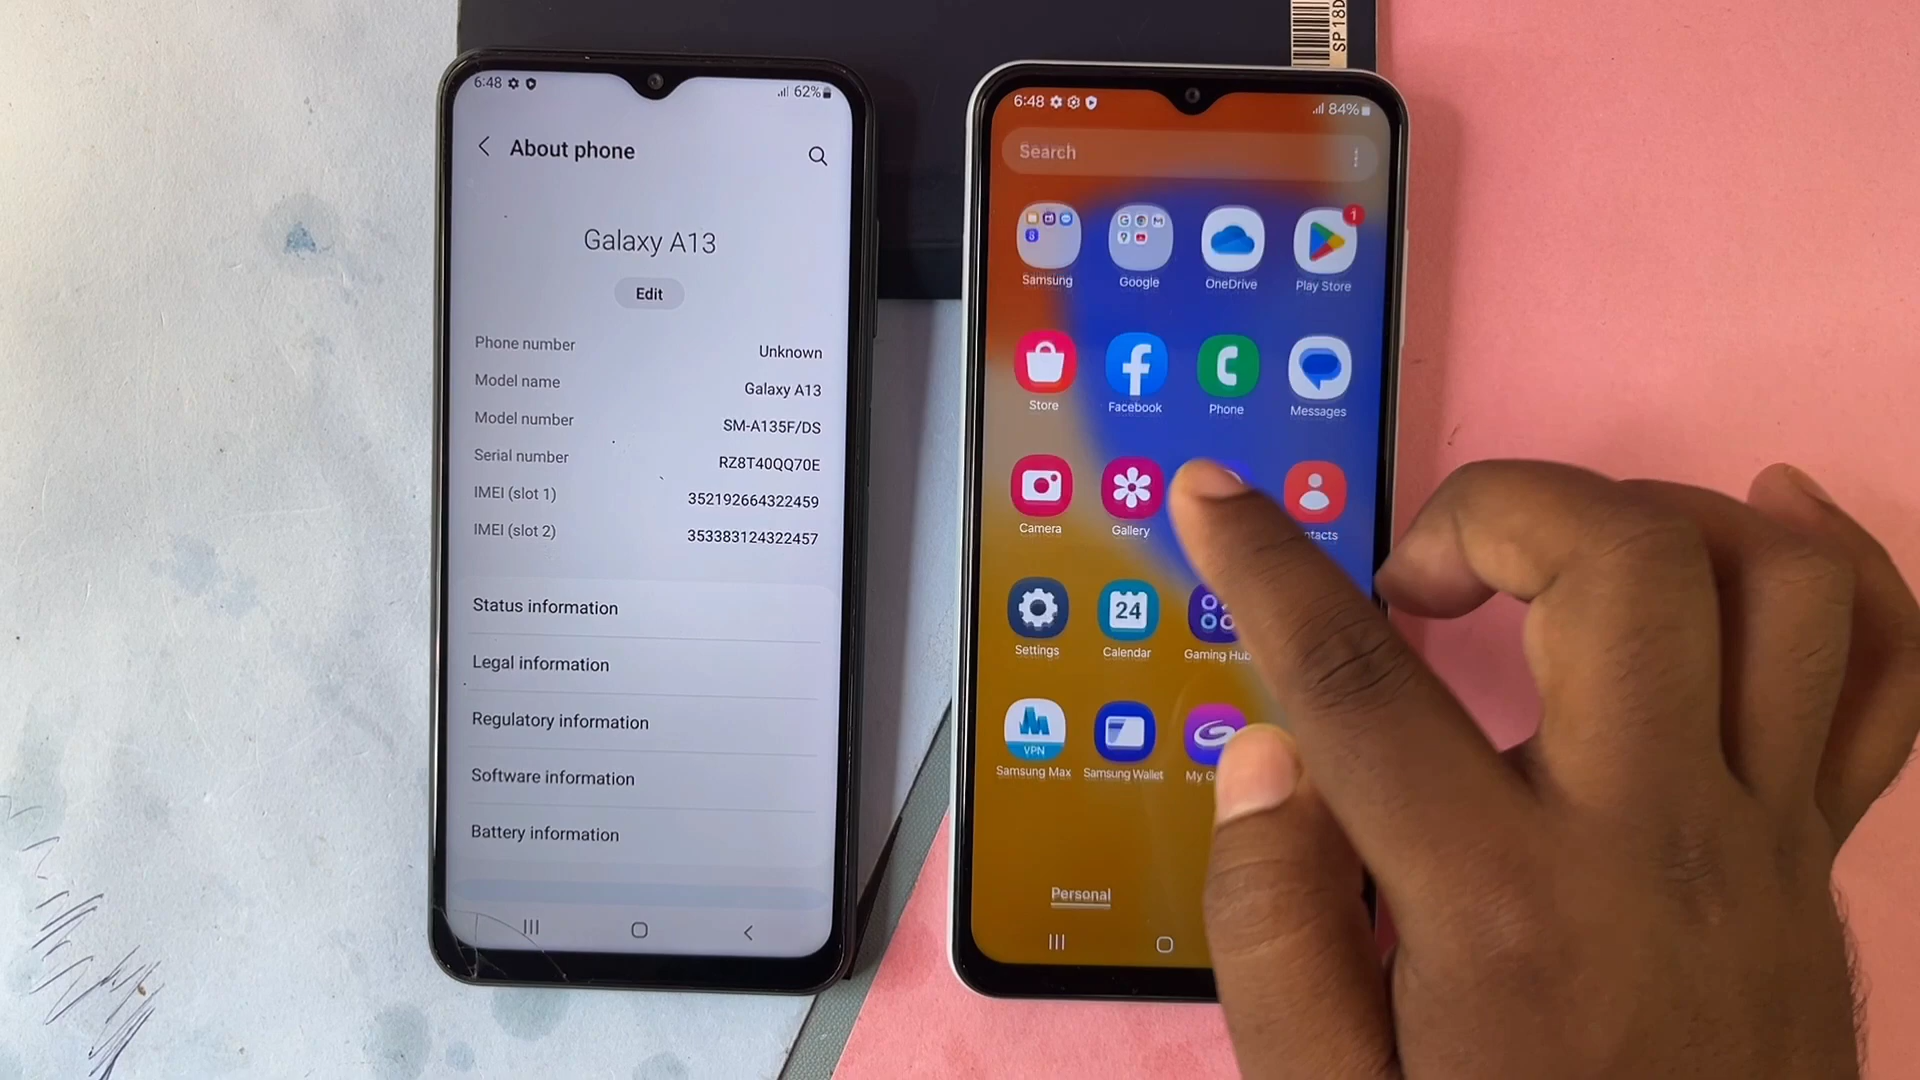 SP 18D
6:48
62%
About phone
Galaxy A13
Edit
Phone number Unknown
Model name Galaxy A13
Model number SM-A135F/DS
Serial number RZ8T40QQ70E
IMEI (slot 1) 352192664322459
IMEI (slot 2) 353383124322457
Status information
Legal information
Regulatory information
Software information
Battery information
6:48
84%
Search
1
Samsung Google OneDrive Play Store
Store Facebook Phone Messages
Camera Gallery ntacts
24
Settings Calendar Gaming Hub
VPN
Samsung Max Samsung Wallet My G
Personal